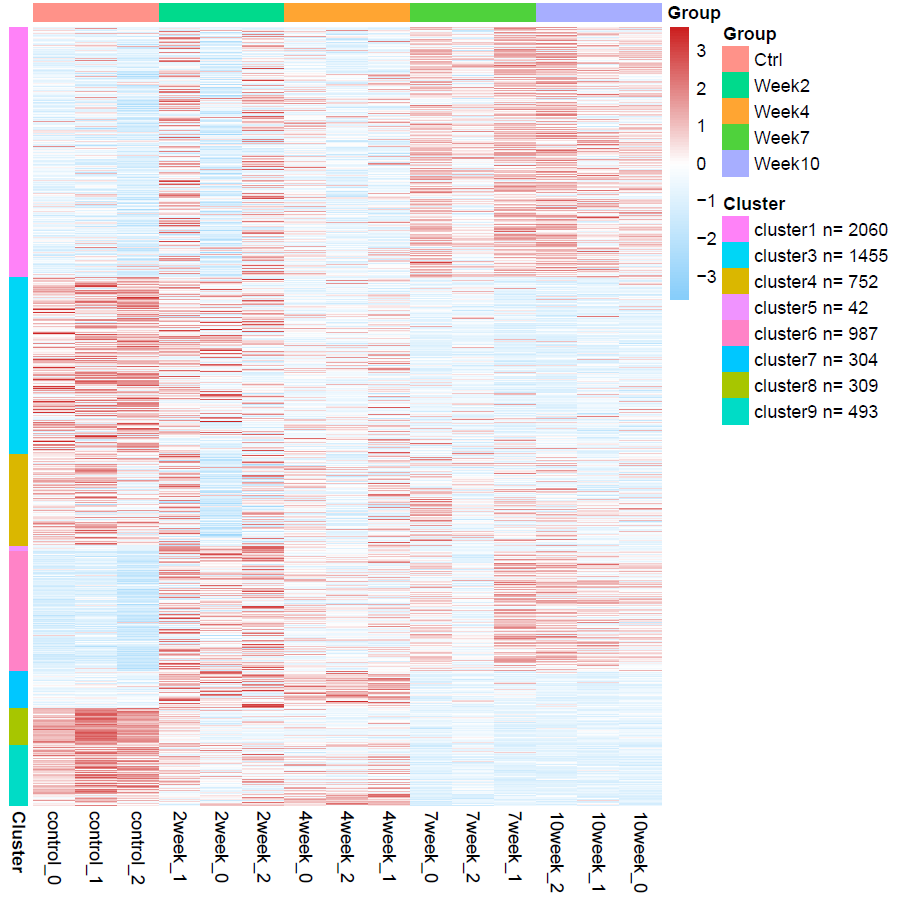 Group
3
2
1
0
−1
−2
−3
Group
Ctrl
Week2
Week4
Week7
Week10
Cluster
cluster1 n= 2060
cluster3 n= 1455
cluster4 n= 752
cluster5 n= 42
cluster6 n= 987
cluster7 n= 304
cluster8 n= 309
cluster9 n= 493
Cluster
control_0
control_1
control_2
2week_1
2week_0
2week_2
4week_0
4week_2
4week_1
7week_0
7week_2
7week_1
10week_2
10week_1
10week_0